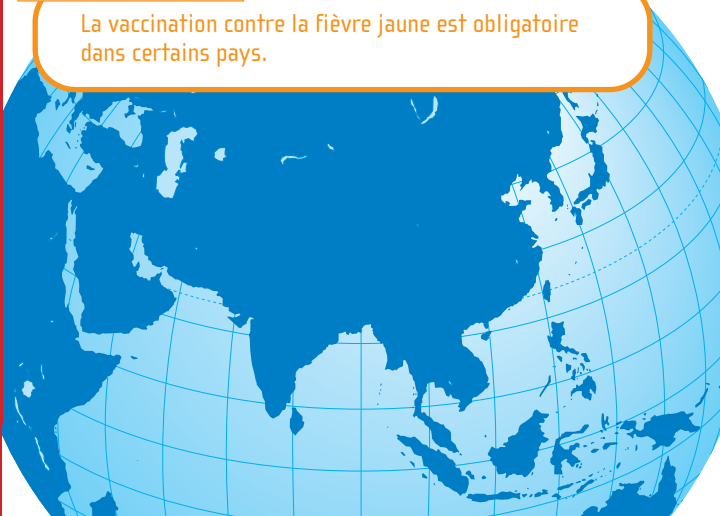 La vaccination contre la fièvre jaune est obligatoire
dans certains pays.